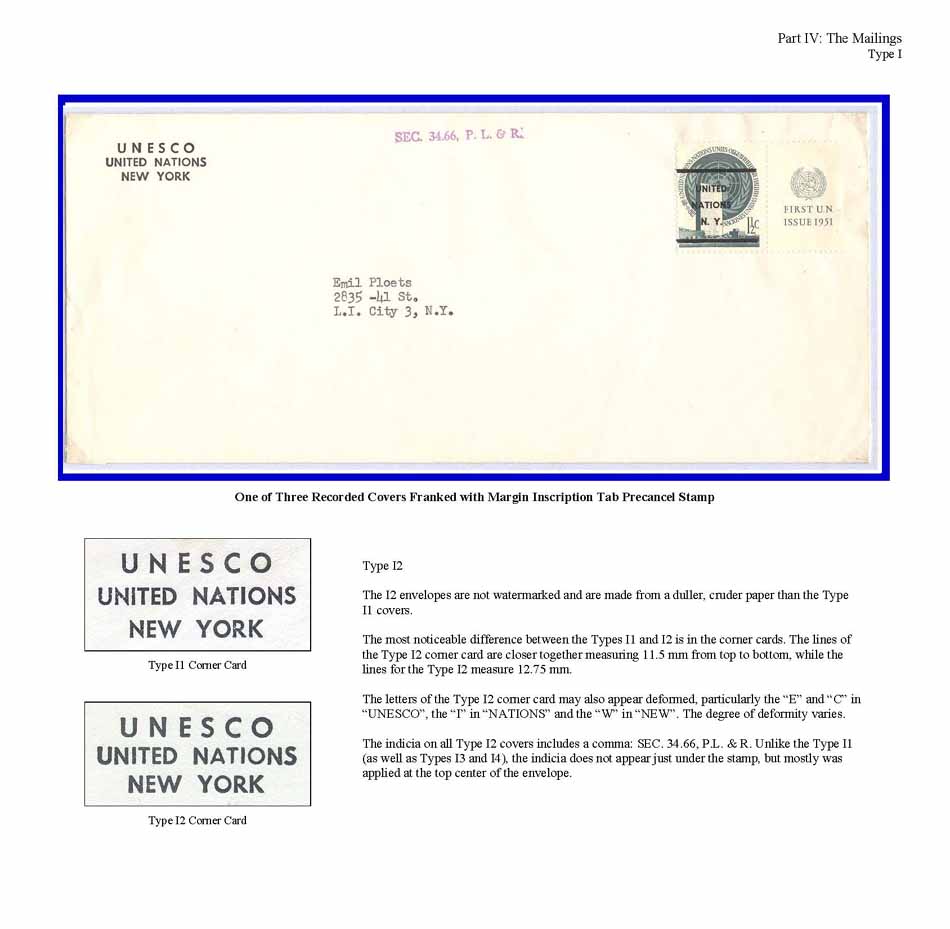 Part IV: The Mailings
Type I
UNESCO
UNITED NATIONS
NEW YORK
SEC. 34.66, P. L. & R.
UNITED
NATIONS
N. Y.
1½c
FIRST U.N.
ISSUE 1951
Emil Ploets
2835 -41 St.
L.I. City 3, N.Y.
One of Three Recorded Covers Franked with Margin Inscription Tab Precancel Stamp
UNESCO
UNITED NATIONS
NEW YORK
Type I1 Corner Card
UNESCO
UNITED NATIONS
NEW YORK
Type I2 Corner Card
Type I2
The I2 envelopes are not watermarked and are made from a duller, cruder paper than the Type
I1 covers.
The most noticeable difference between the Types I1 and I2 is in the corner cards. The lines of
the Type I2 corner card are closer together measuring 11.5 mm from top to bottom, while the
lines for the Type I2 measure 12.75 mm.
The letters of the Type I2 corner card may also appear deformed, particularly the “E” and “C” in
“UNESCO”, the “I” in “NATIONS” and the “W” in “NEW”. The degree of deformity varies.
The indicia on all Type I2 covers includes a comma: SEC. 34.66, P.L. & R. Unlike the Type I1
(as well as Types I3 and I4), the indicia does not appear just under the stamp, but mostly was
applied at the top center of the envelope.